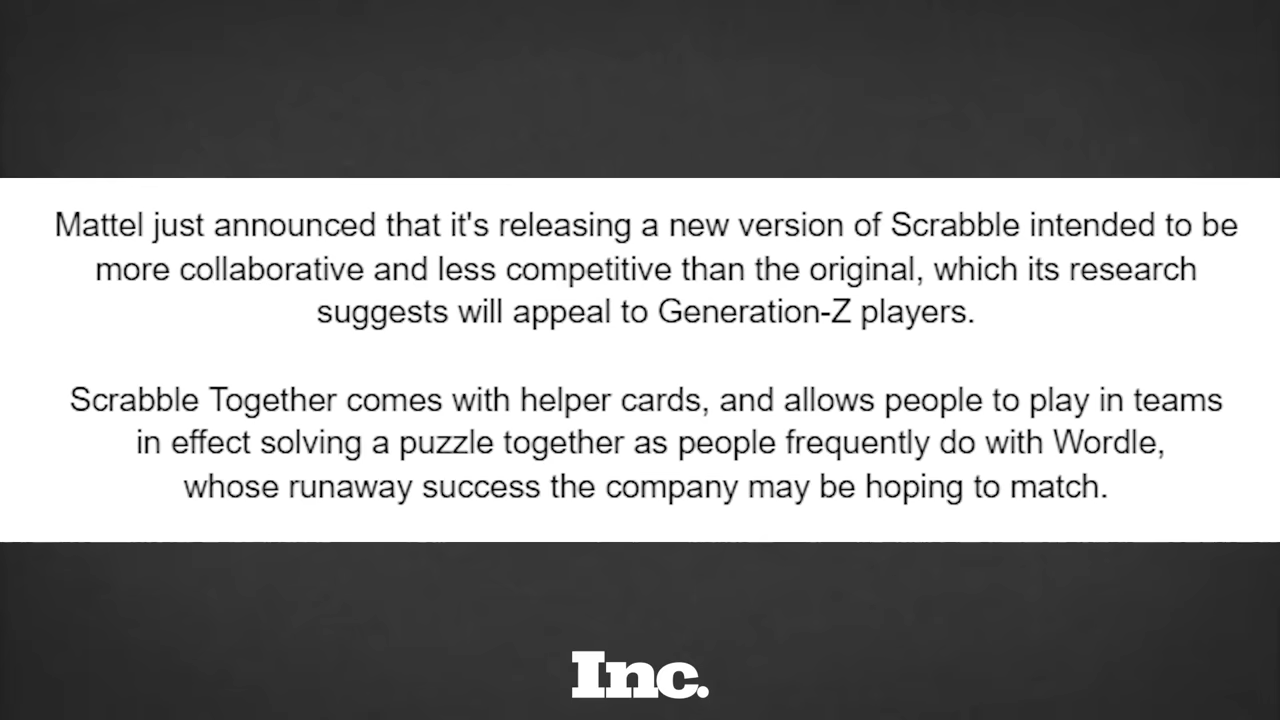 Mattel just announced that it's releasing a new version of Scrabble intended to be
more collaborative and less competitive than the original, which its research
suggests will appeal to Generation-Z players.
Scrabble Together comes with helper cards, and allows people to play in teams
in effect solving a puzzle together as people frequently do with Wordle,
whose runaway success the company may be hoping to match.
Inc.